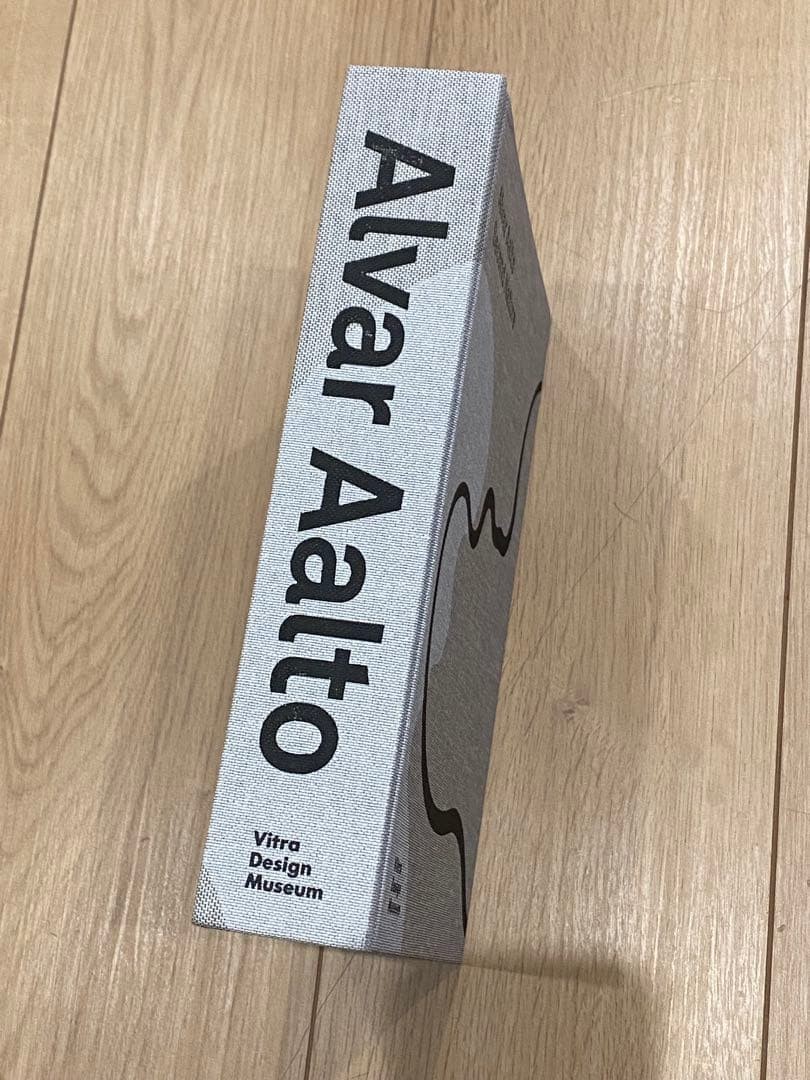 Alvar Aalto
Vitra
Design
Museum